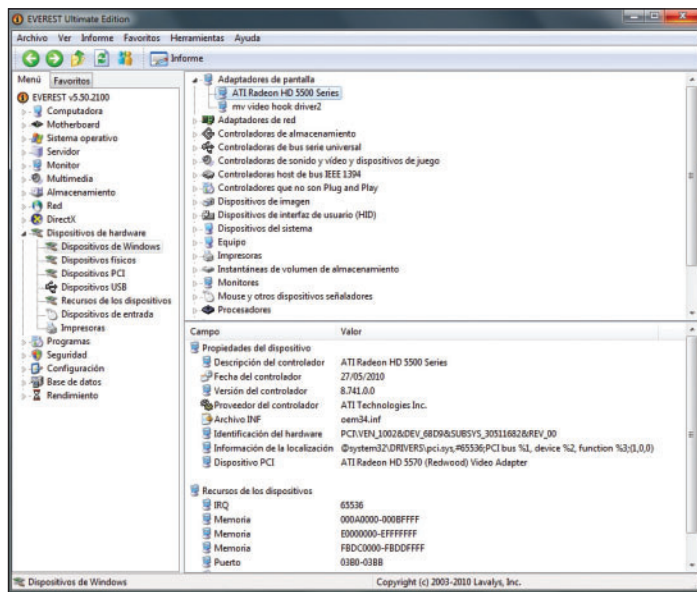 EVEREST Ultimate Edition
Archivo Ver Informe Favoritos Herramientas Ayuda
Informe
Menú Favoritos
EVEREST v5.50.2100
Computadora
Motherboard
Sistema operativo
Servidor
Monitor
Multimedia
Almacenamiento
Red
DirectX
Dispositivos de hardware
Dispositivos de Windows
Dispositivos físicos
Dispositivos PCI
Dispositivos USB
Recursos de los dispositivos
Dispositivos de entrada
Impresoras
Programas
Seguridad
Configuración
Base de datos
Rendimiento
Adaptadores de pantalla
ATI Radeon HD 5500 Series
mv video hook driver2
Adaptadores de red
Controladoras de almacenamiento
Controladoras de bus serie universal
Controladoras de sonido y vídeo y dispositivos de juego
Controladoras host de bus IEEE 1394
Controladores que no son Plug and Play
Dispositivos de imagen
Dispositivos de interfaz de usuario (HID)
Dispositivos del sistema
Equipo
Impresoras
Instantáneas de volumen de almacenamiento
Monitores
Mouse y otros dispositivos señaladores
Procesadores
Campo Valor
Propiedades del dispositivo
Descripción del controlador ATI Radeon HD 5500 Series
Fecha del controlador 27/05/2010
Versión del controlador 8.741.0.0
Proveedor del controlador ATI Technologies Inc.
Archivo INF oem34.inf
Identificación del hardware PCI\VEN_1002&DEV_68D9&SUBSYS_30511682&REV_00
Información de la localización @system32\DRIVERS\pci.sys,#65536;PCI bus %1, device %2, function %3;(1,0,0)
Dispositivo PCI ATI Radeon HD 5570 (Redwood) Video Adapter
Recursos de los dispositivos
IRQ 65536
Memoria 000A0000-000BFFFF
Memoria E0000000-EFFFFFFF
Memoria FBDC0000-FBDDFFFF
Puerto 03B0-03BB
Dispositivos de Windows Copyright (c) 2003-2010 Lavalys, Inc.